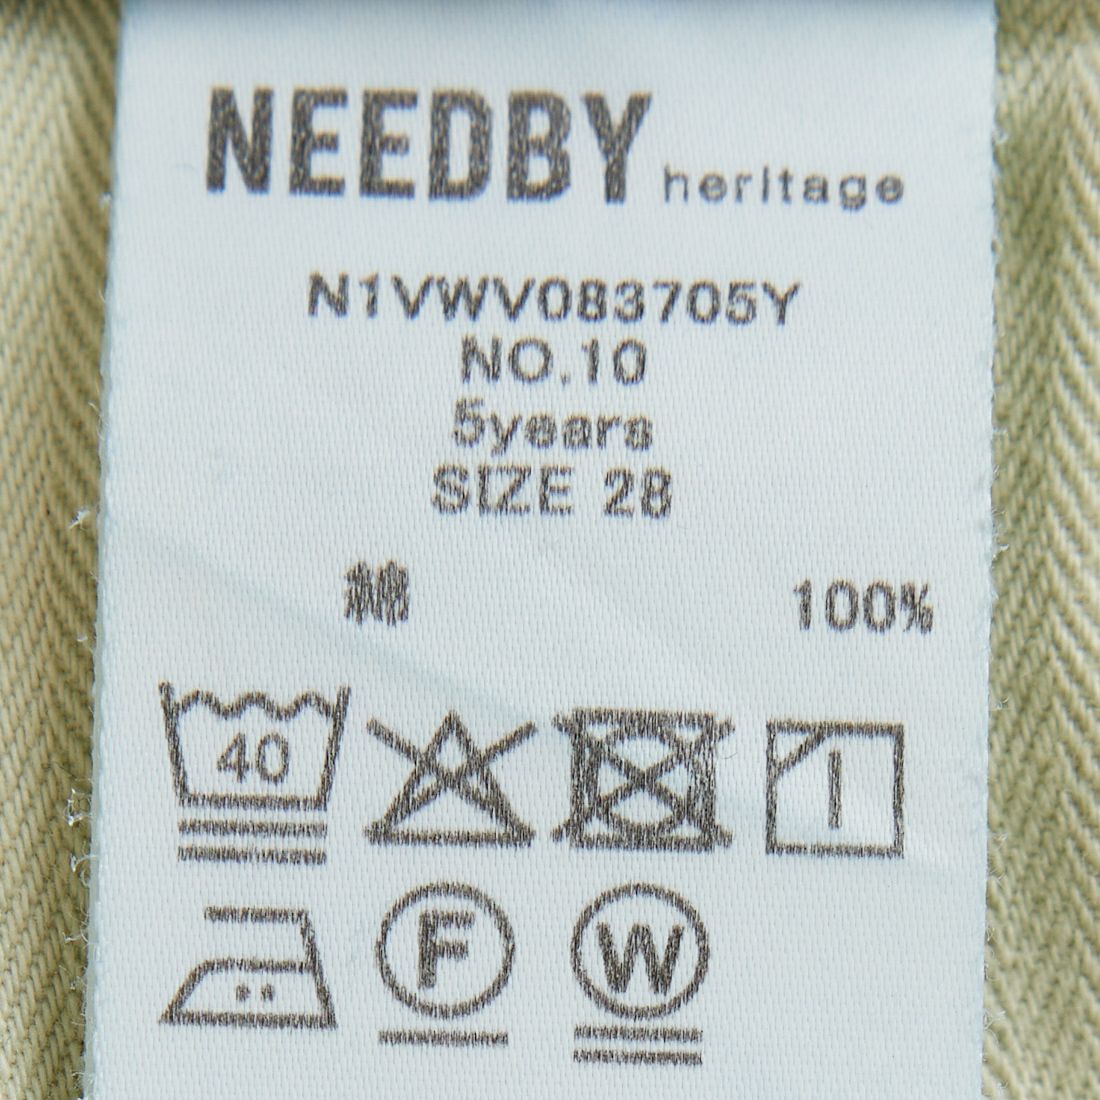 NEEDBY heritage
N1VWV083705Y
NO.10
5years
SIZE 28
綿 100%
40
F W